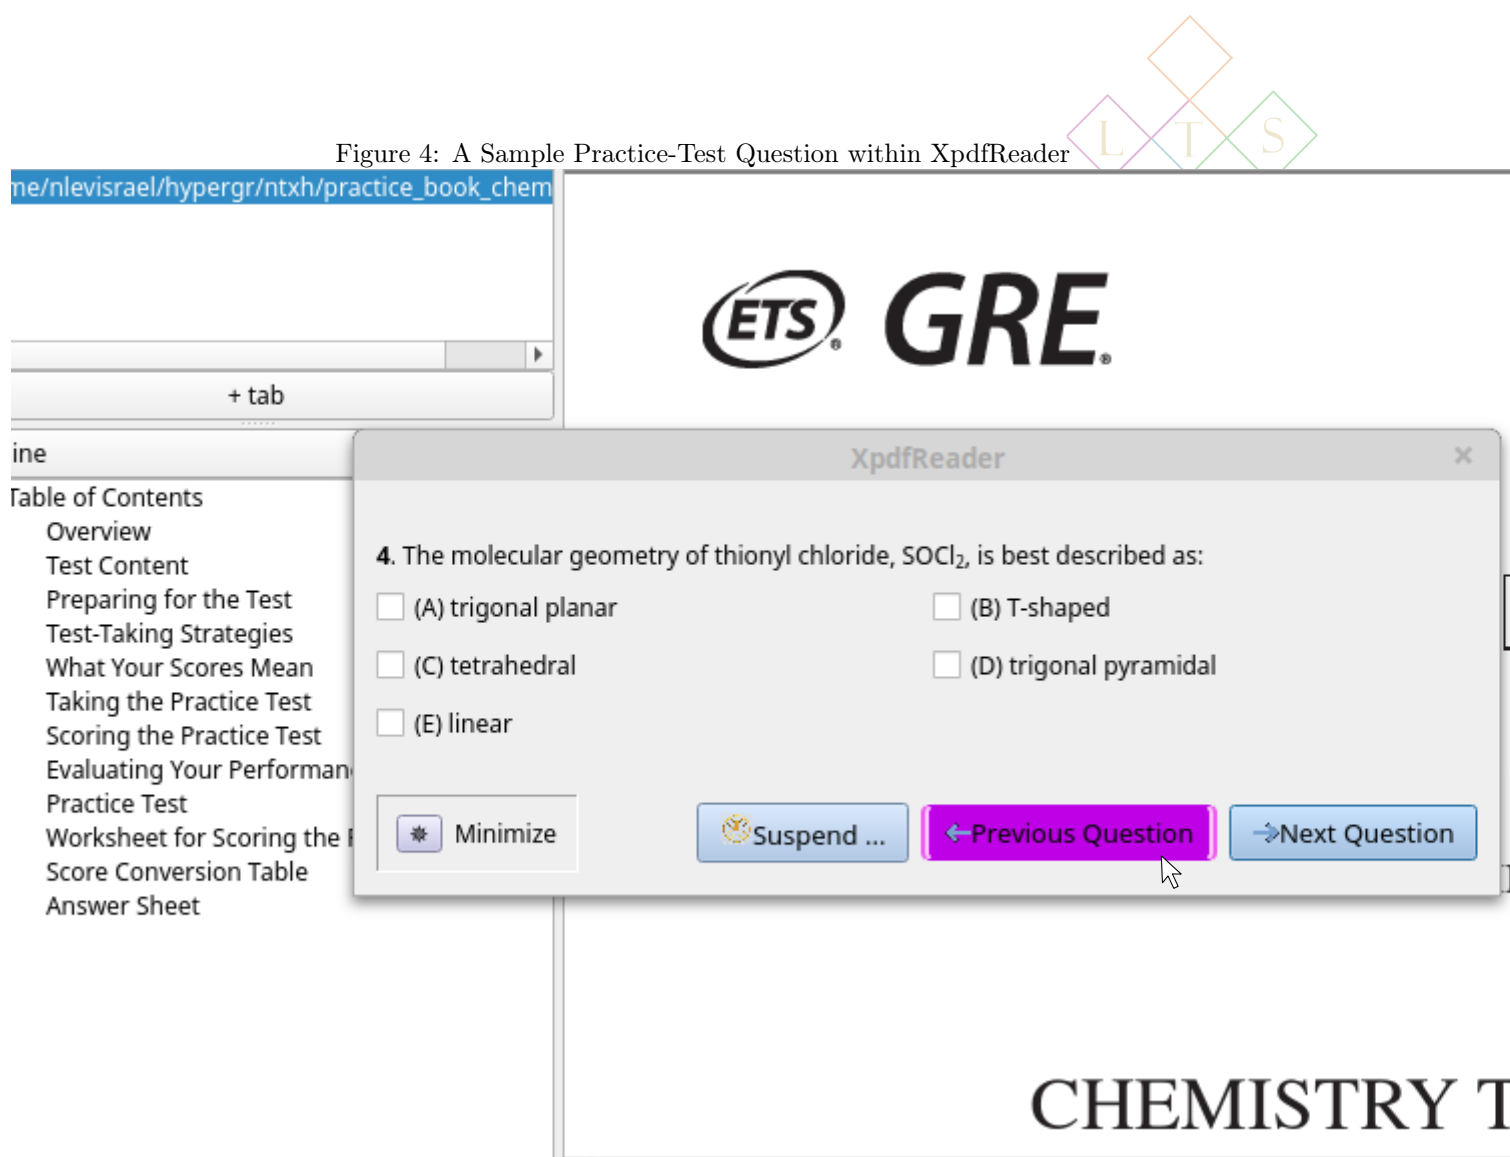 L T S
Figure 4: A Sample Practice-Test Question within XpdfReader
me/nlevisrael/hypergr/ntxh/practice_book_chem
ETS® GRE®
+ tab
ine
XpdfReader ×
Table of Contents
Overview
Test Content
Preparing for the Test
Test-Taking Strategies
What Your Scores Mean
Taking the Practice Test
Scoring the Practice Test
Evaluating Your Performan
Practice Test
Worksheet for Scoring the
Score Conversion Table
Answer Sheet
4. The molecular geometry of thionyl chloride, SOCl₂, is best described as:
(A) trigonal planar
(B) T-shaped
(C) tetrahedral
(D) trigonal pyramidal
(E) linear
Minimize
Suspend ...
←Previous Question
→Next Question
CHEMISTRY T